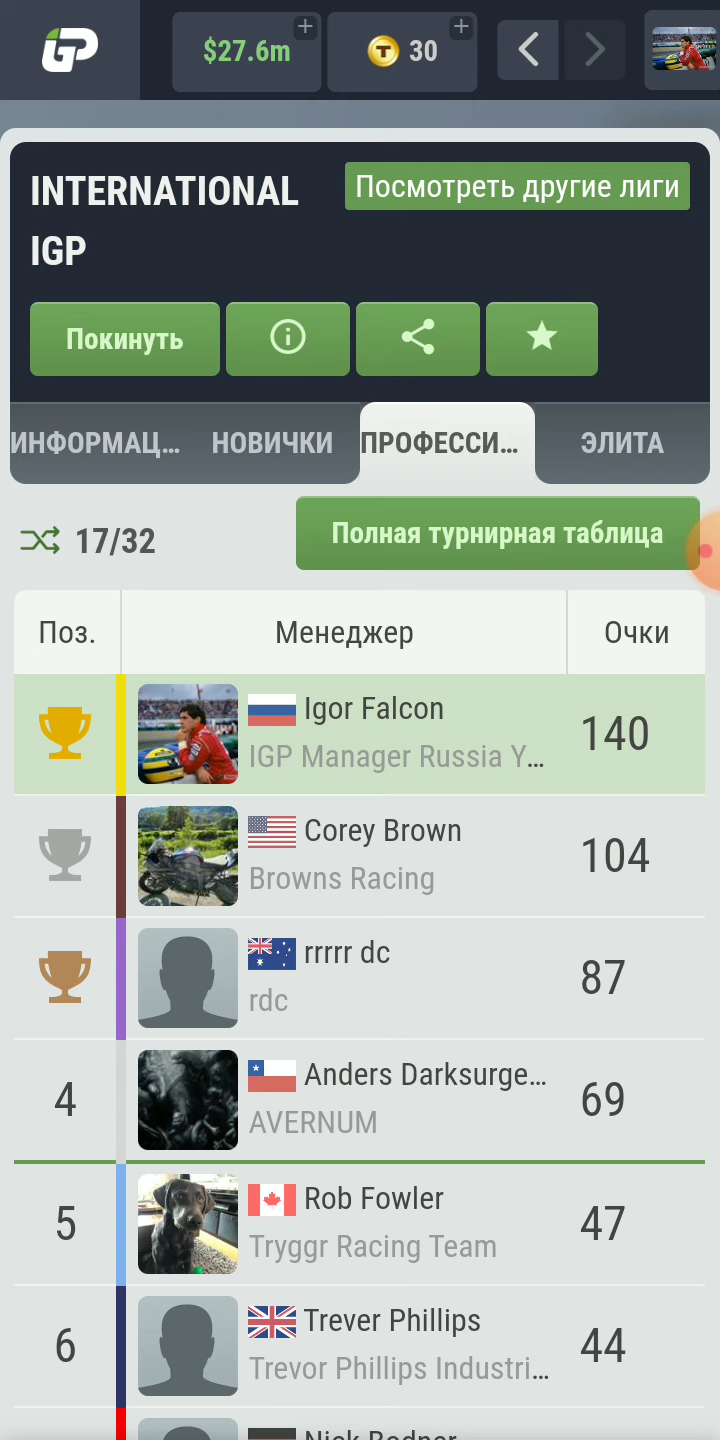 GP
$27.6m
T 30
INTERNATIONAL
IGP
Посмотреть другие лиги
Покинуть
ИНФОРМАЦ...
НОВИЧКИ
ПРОФЕССИ...
ЭЛИТА
17/32
Полная турнирная таблица
Поз.
Менеджер
Очки
Igor Falcon
IGP Manager Russia Y...
140
Corey Brown
Browns Racing
104
rrrrr dc
rdc
87
4
Anders Darksurge...
AVERNUM
69
5
Rob Fowler
Tryggr Racing Team
47
6
Trever Phillips
Trevor Phillips Industri...
44